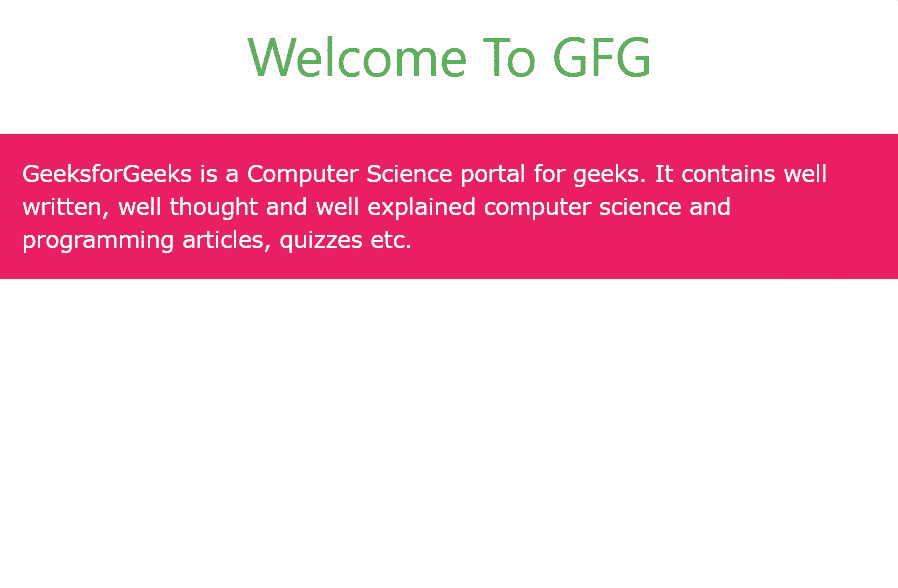 Welcome To GFG
GeeksforGeeks is a Computer Science portal for geeks. It contains well
written, well thought and well explained computer science and
programming articles, quizzes etc.